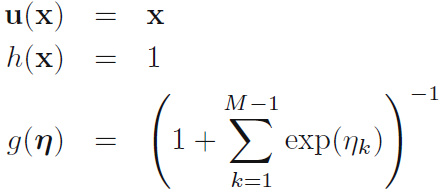 u(x) = x
h(x) = 1
g(η) = (1 + ∑_{k=1}^{M−1} exp(η_k))^{−1}